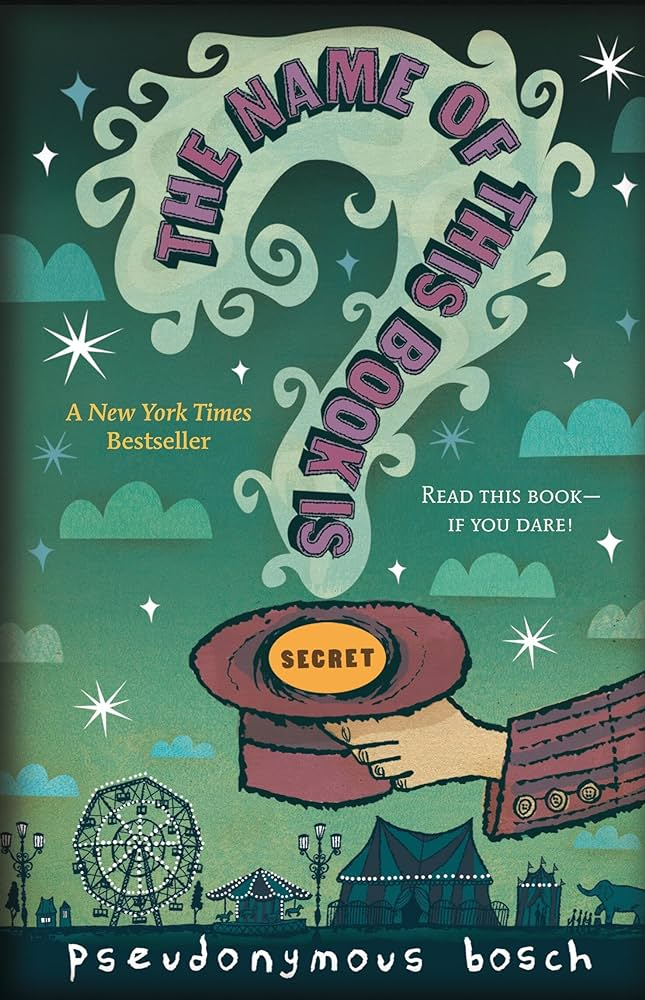 THE NAME OF THIS BOOK IS
SECRET
A New York Times
Bestseller
READ THIS BOOK—
IF YOU DARE!
pseudonymous bosch